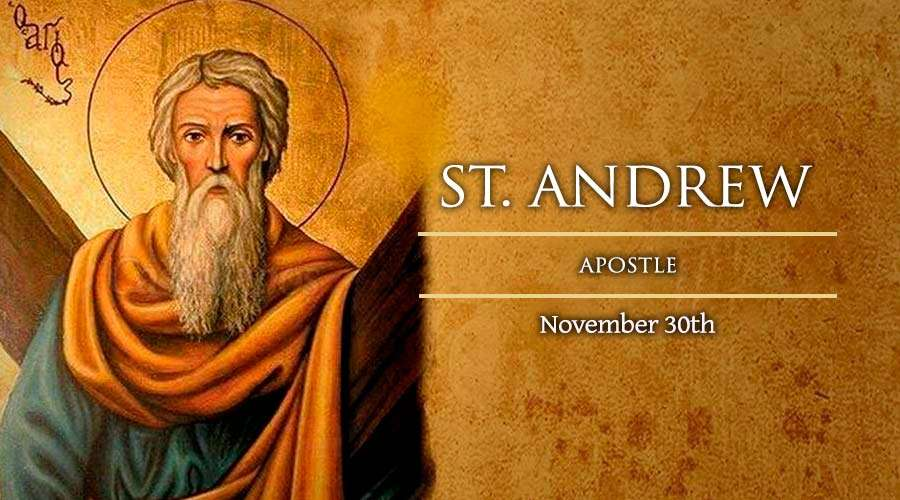 ST. ANDREW
APOSTLE
November 30th